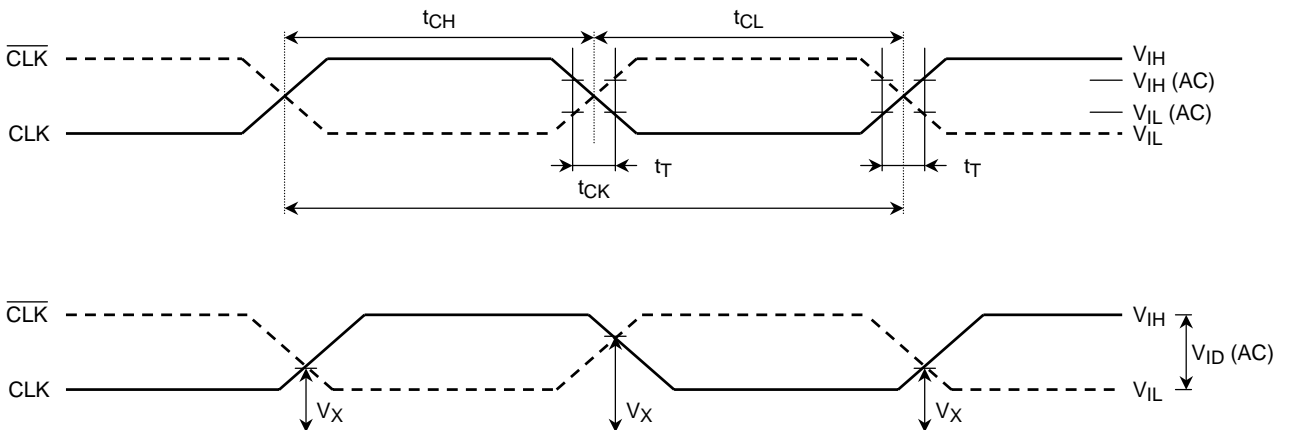 tCH tCL
CLK VIH
VIH (AC)
VIL (AC)
CLK VIL
tT tT
tCK
CLK VIH
VID (AC)
CLK VIL
VX VX VX